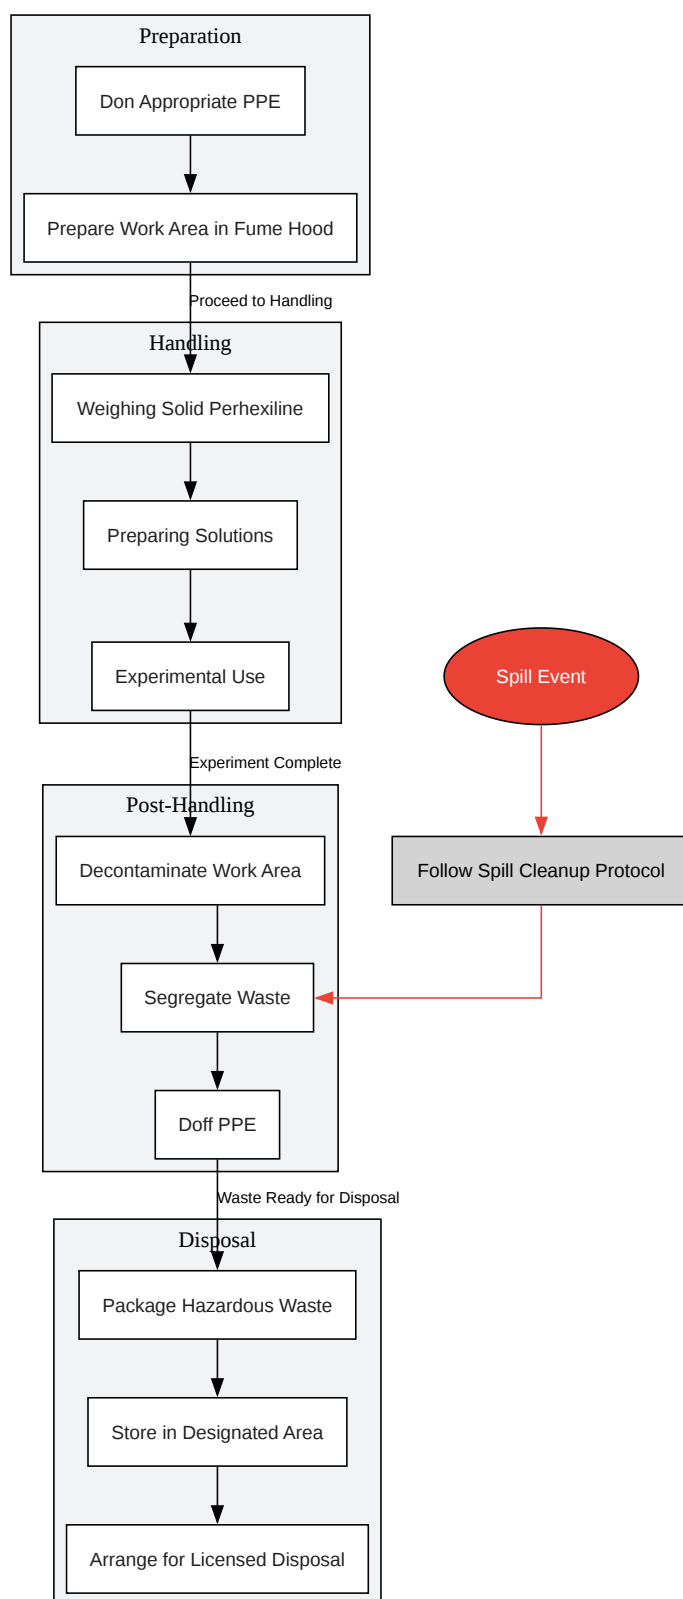 Preparation
Don Appropriate PPE
Prepare Work Area in Fume Hood
Proceed to Handling
Handling
Weighing Solid Perhexiline
Preparing Solutions
Experimental Use
Spill Event
Experiment Complete
Post-Handling
Decontaminate Work Area
Follow Spill Cleanup Protocol
Segregate Waste
Doff PPE
Waste Ready for Disposal
Disposal
Package Hazardous Waste
Store in Designated Area
Arrange for Licensed Disposal